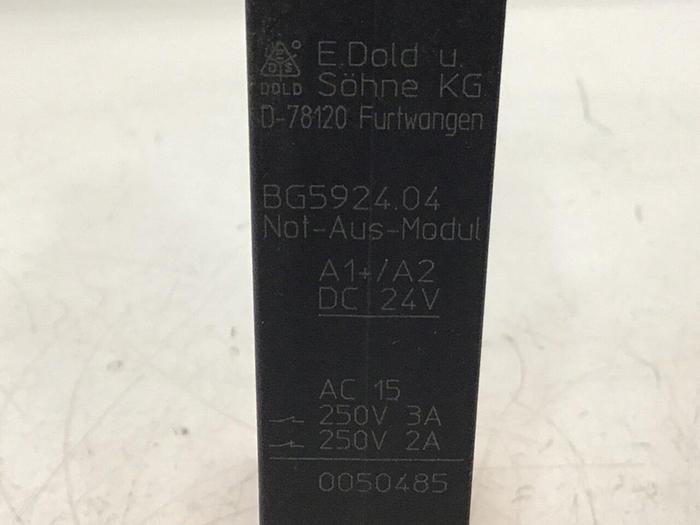 E.Dold u.
Söhne KG
DOLD
D-78120 Furtwangen
BG5924.04
Not-Aus-Modul
A1+/A2
DC 24V
AC 15
250V 3A
250V 2A
0050485